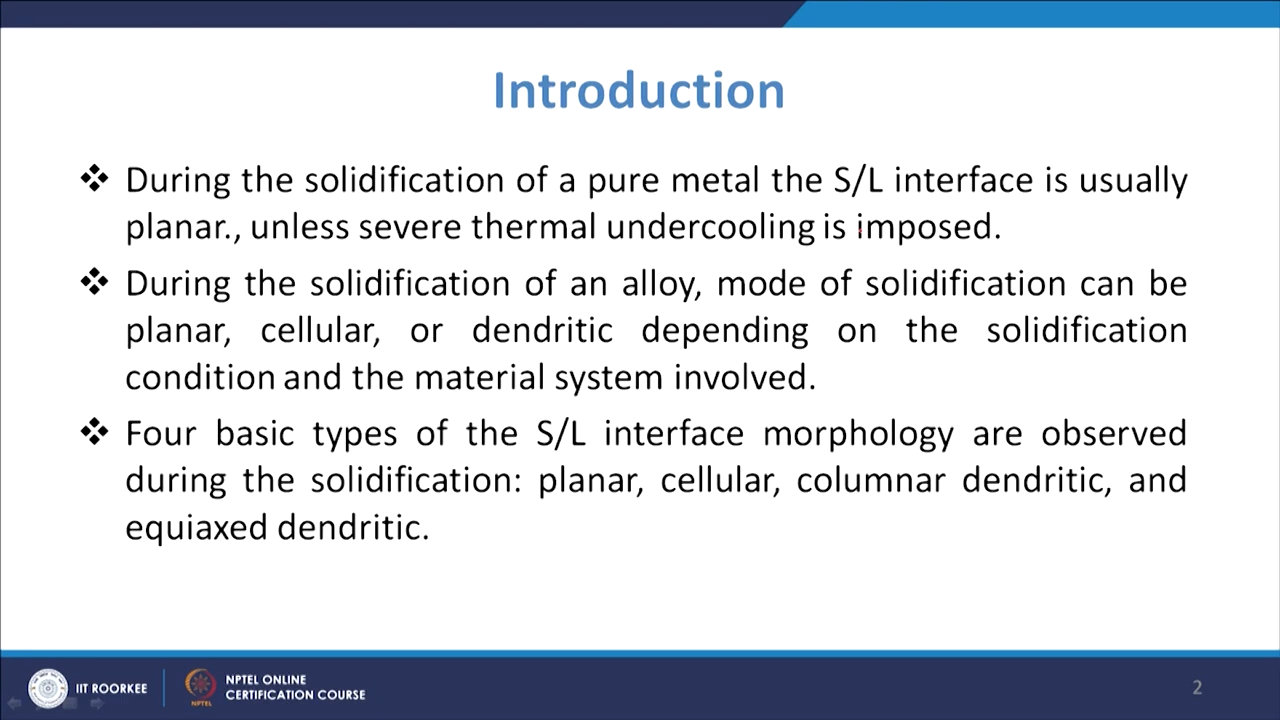 Introduction
❖ During the solidification of a pure metal the S/L interface is usually
planar., unless severe thermal undercooling is imposed.
❖ During the solidification of an alloy, mode of solidification can be
planar, cellular, or dendritic depending on the solidification
condition and the material system involved.
❖ Four basic types of the S/L interface morphology are observed
during the solidification: planar, cellular, columnar dendritic, and
equiaxed dendritic.
IIT ROORKEE
NPTEL
NPTEL ONLINE
CERTIFICATION COURSE
2